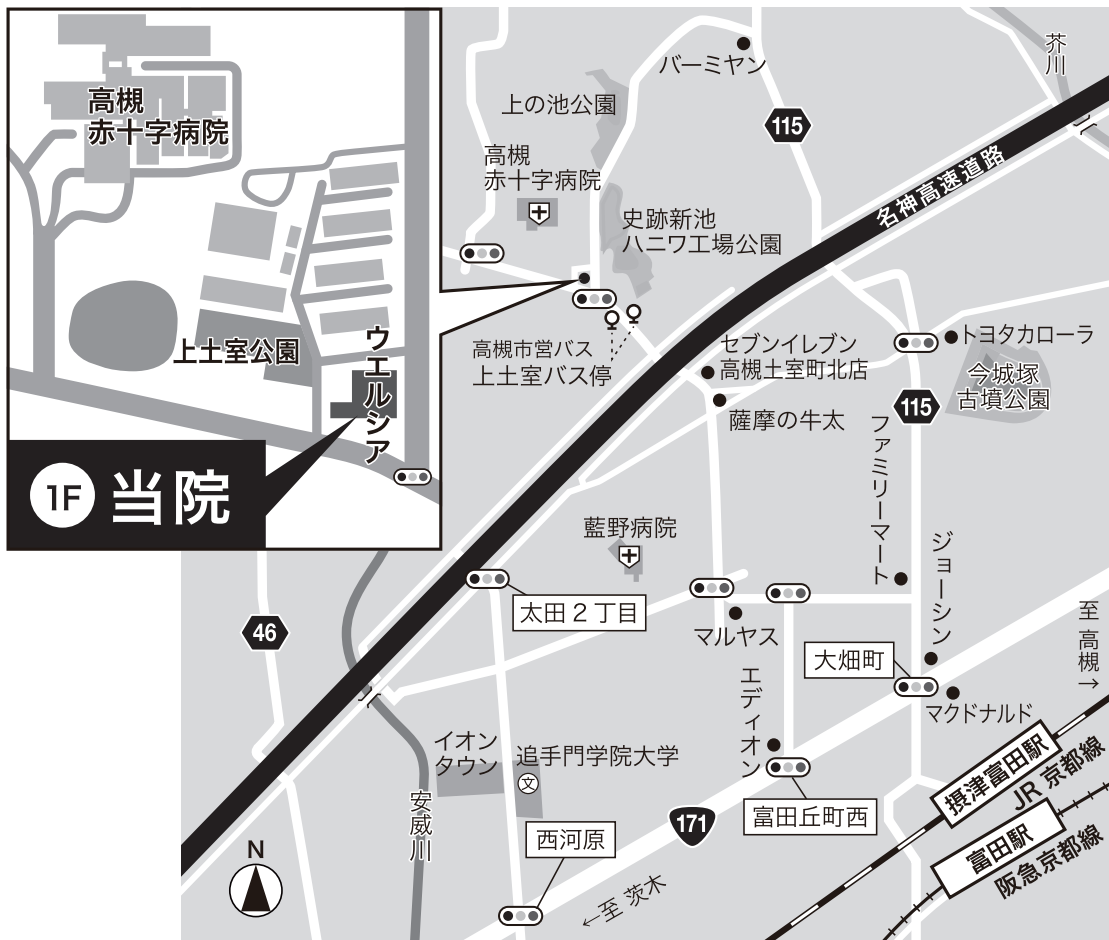 高槻
赤十字病院
上土室公園
ウエルシア
1F 当院
バーミヤン
芥川
上の池公園
115
高槻
赤十字病院
名神高速道路
史跡新池
ハニワ工場公園
高槻市営バス
上土室バス停
セブンイレブン
高槻土室町北店
トヨタカローラ
今城塚
古墳公園
115
薩摩の牛太
ファミリーマート
藍野病院
ジョーシン
太田2丁目
46
マルヤス
至 高槻→
大畑町
エディオン
マクドナルド
イオン
タウン
追手門学院大学
文
摂津富田駅
JR 京都線
安威川
171
富田丘町西
西河原
富田駅
阪急京都線
N
←至 茨木